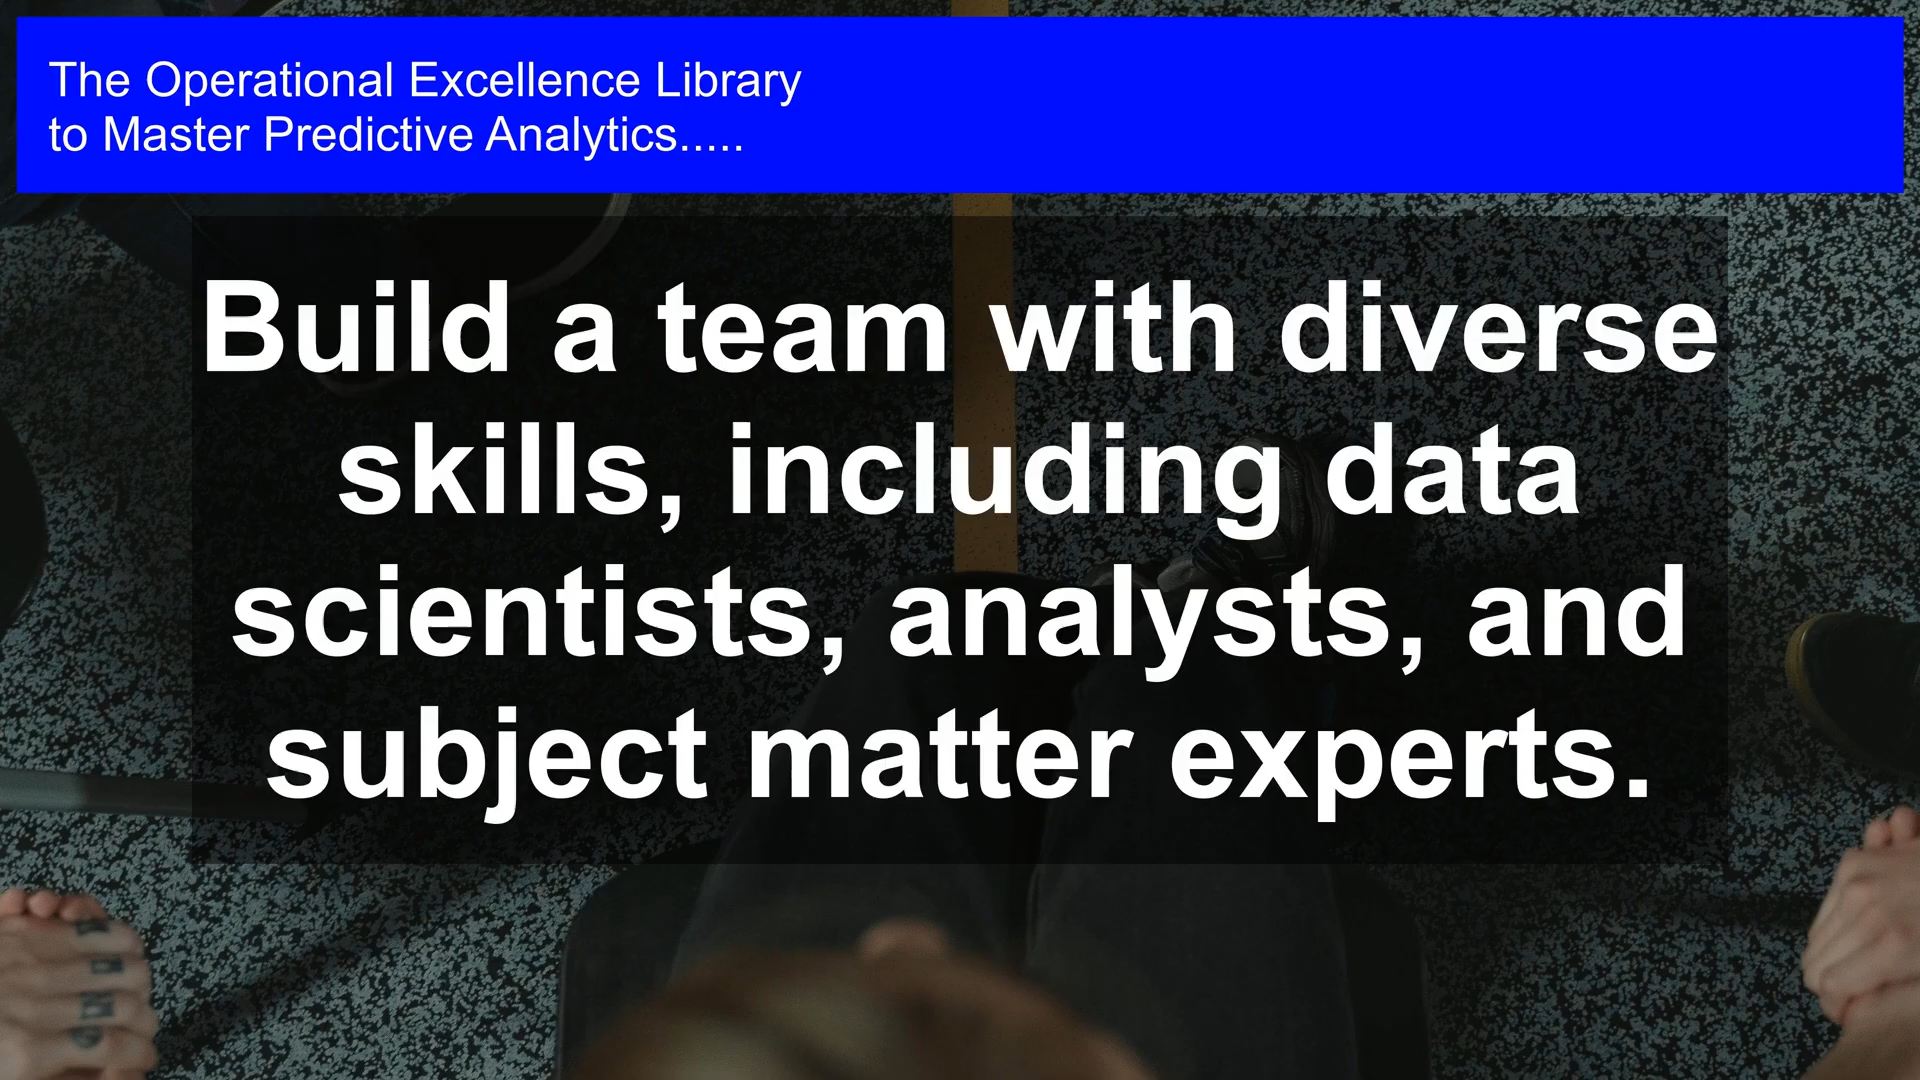 The Operational Excellence Library
to Master Predictive Analytics.....
Build a team with diverse
skills, including data
scientists, analysts, and
subject matter experts.